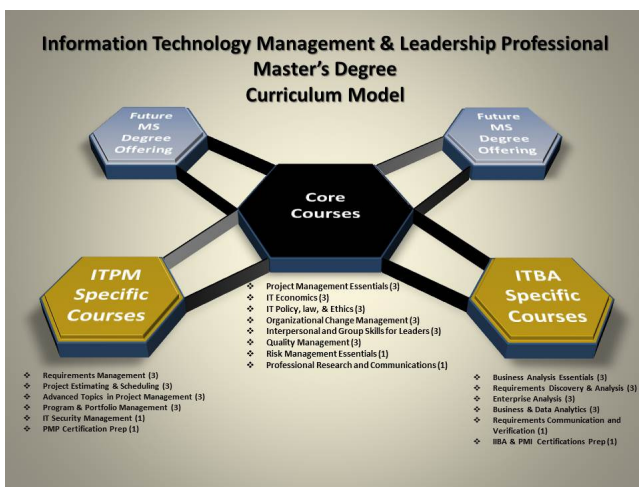 Information Technology Management & Leadership Professional
Master's Degree
Curriculum Model
Future
MS
Degree
Offering
Future
MS
Degree
Offering
Core
Courses
ITPM
Specific
Courses
ITBA
Specific
Courses
Project Management Essentials (3)
IT Economics (3)
IT Policy, law, & Ethics (3)
Organizational Change Management (3)
Interpersonal and Group Skills for Leaders (3)
Quality Management (3)
Risk Management Essentials (1)
Professional Research and Communications (1)
Requirements Management (3)
Project Estimating & Scheduling (3)
Advanced Topics in Project Management (3)
Program & Portfolio Management (3)
IT Security Management (1)
PMP Certification Prep (1)
Business Analysis Essentials (3)
Requirements Discovery & Analysis (3)
Enterprise Analysis (3)
Business & Data Analytics (3)
Requirements Communication and
Verification (1)
IIBA & PMI Certifications Prep (1)